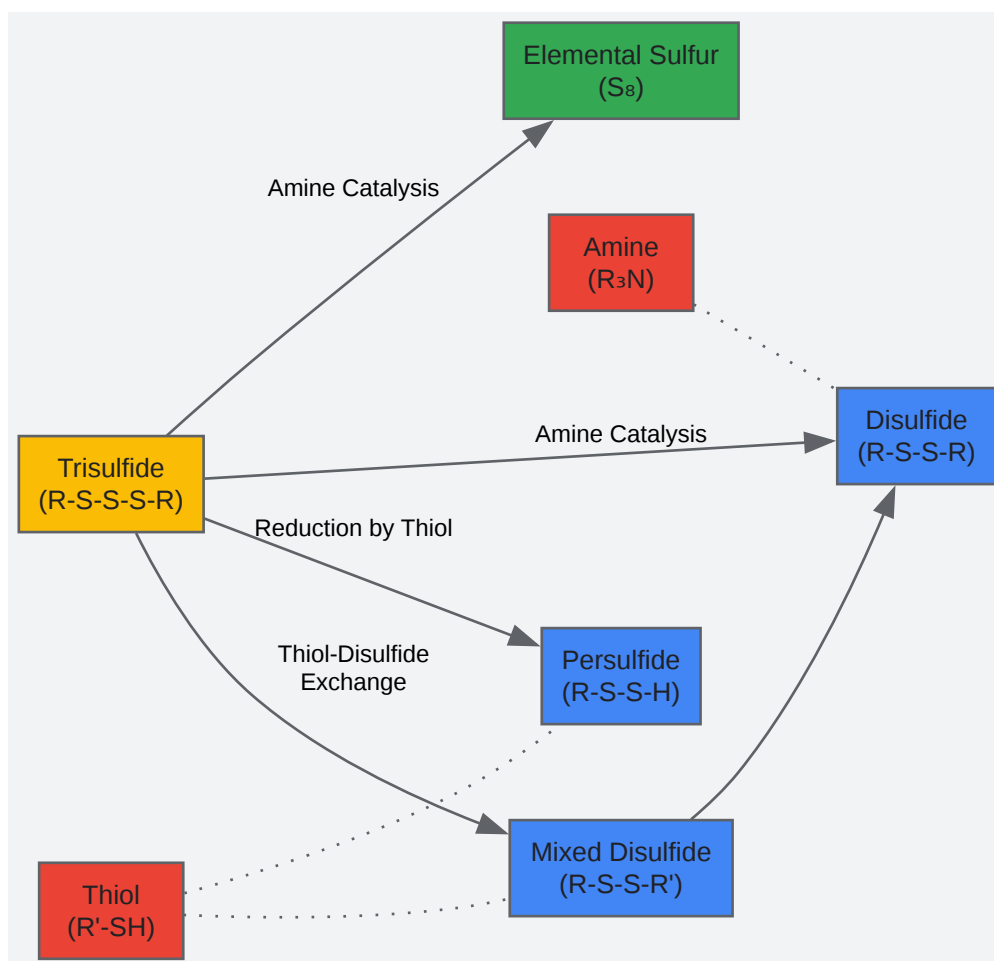 Elemental Sulfur
(S₈)
Amine Catalysis
Amine
(R₃N)
Disulfide
(R-S-S-R)
Amine Catalysis
Trisulfide
(R-S-S-S-R)
Reduction by Thiol
Thiol-Disulfide
Exchange
Persulfide
(R-S-S-H)
Mixed Disulfide
(R-S-S-R')
Thiol
(R'-SH)